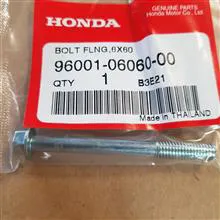 HONDA
GENUINE PARTS
Honda Motor Co., Ltd.
BOLT FLNG,6X60
96001-06060-00
QTY 1 B3E21
Made in THAILAND